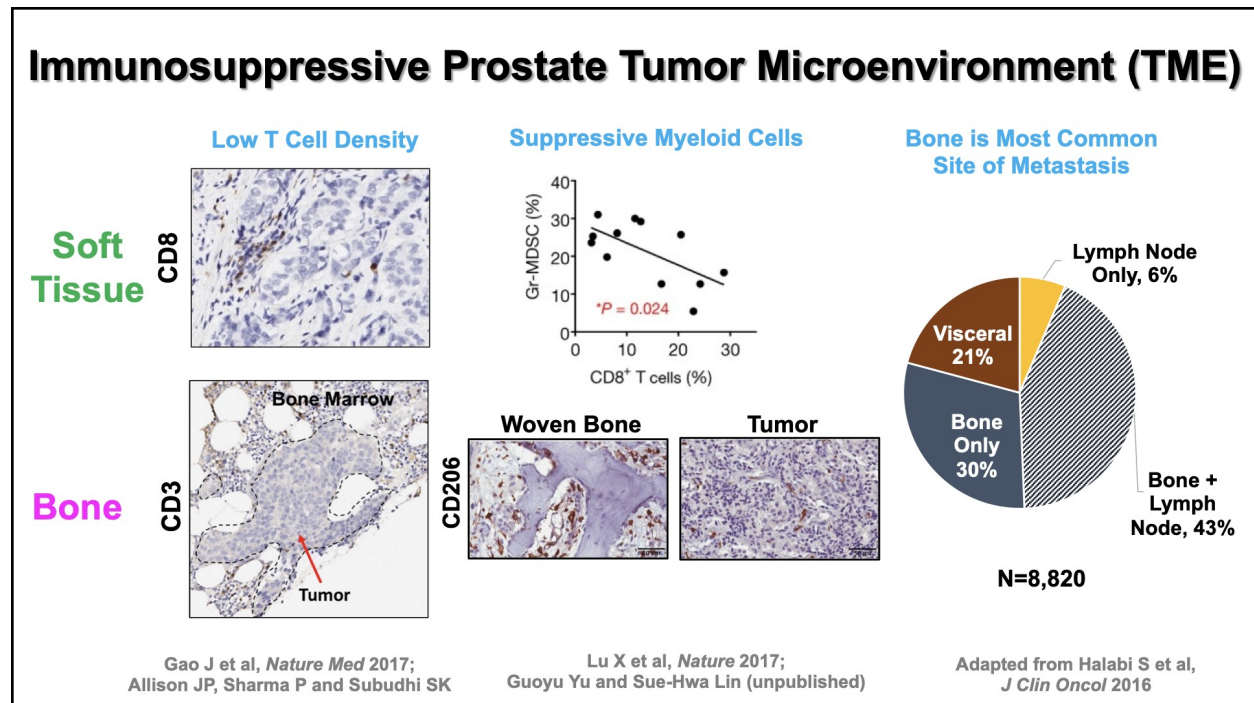 Immunosuppressive Prostate Tumor Microenvironment (TME)
Low T Cell Density
Suppressive Myeloid Cells
Bone is Most Common
Site of Metastasis
Soft
Tissue
CD8
Gr-MDSC (%)
40
30
20
10
0
*P = 0.024
0 10 20 30
CD8+ T cells (%)
Lymph Node
Only, 6%
Visceral
21%
Bone
Only
30%
Bone +
Lymph
Node, 43%
N=8,820
Bone
CD3
Bone Marrow
Tumor
CD206
Woven Bone
Tumor
Gao J et al, Nature Med 2017;
Allison JP, Sharma P and Subudhi SK
Lu X et al, Nature 2017;
Guoyu Yu and Sue-Hwa Lin (unpublished)
Adapted from Halabi S et al,
J Clin Oncol 2016